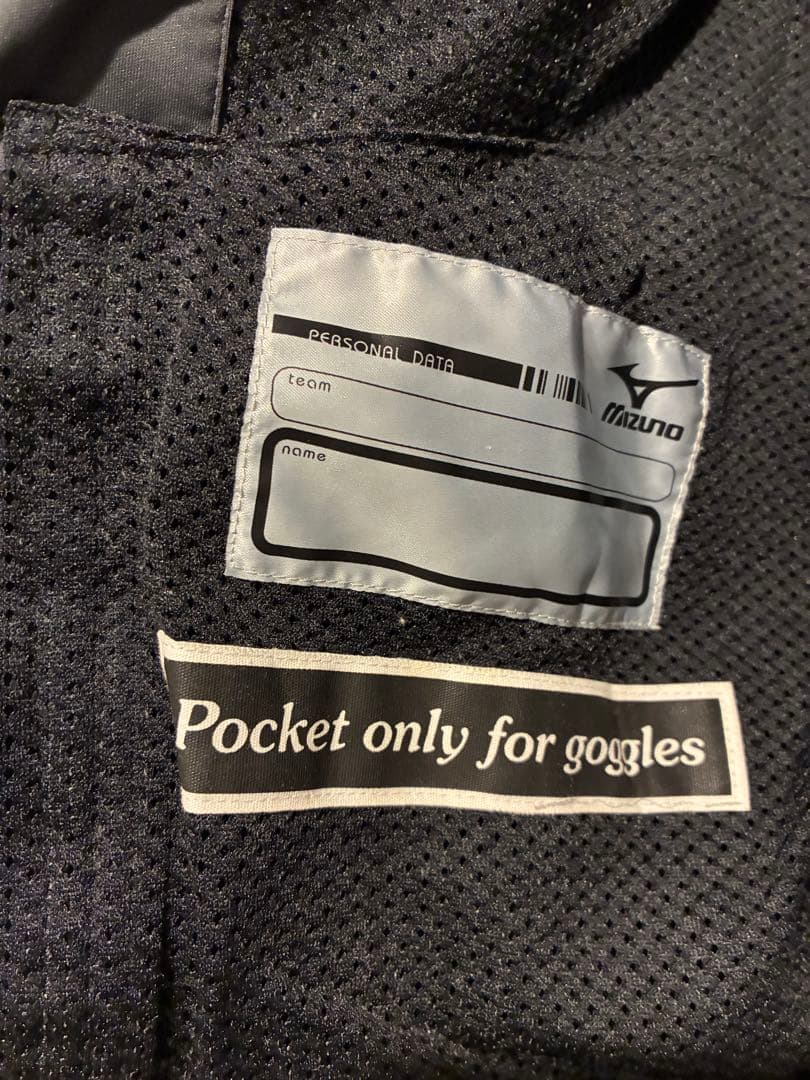 PERSONAL DATA
team
MIZUNO
name
Pocket only for goggles